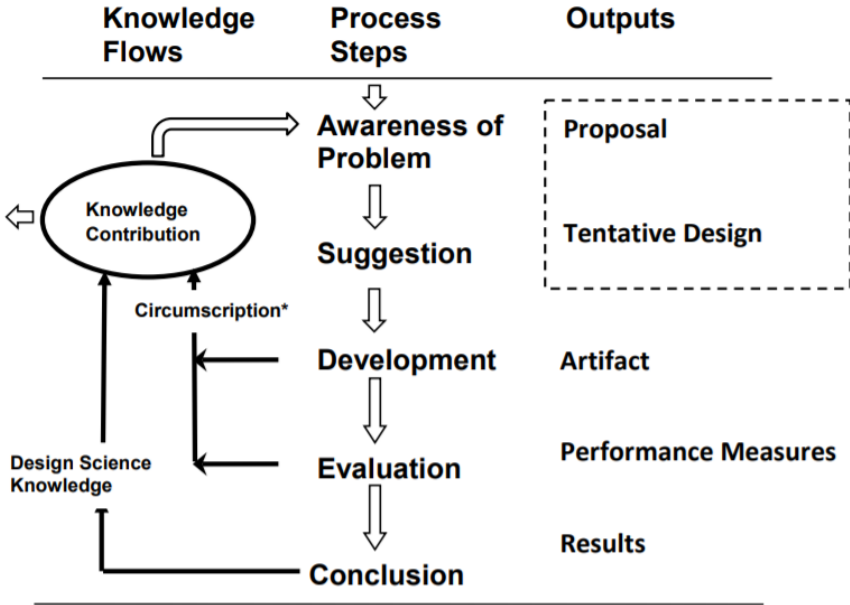 Knowledge
Flows
Process
Steps
Outputs
Awareness of
Problem
Proposal
Knowledge
Contribution
Suggestion
Tentative Design
Circumscription*
Development
Artifact
Design Science
Knowledge
Evaluation
Performance Measures
Conclusion
Results